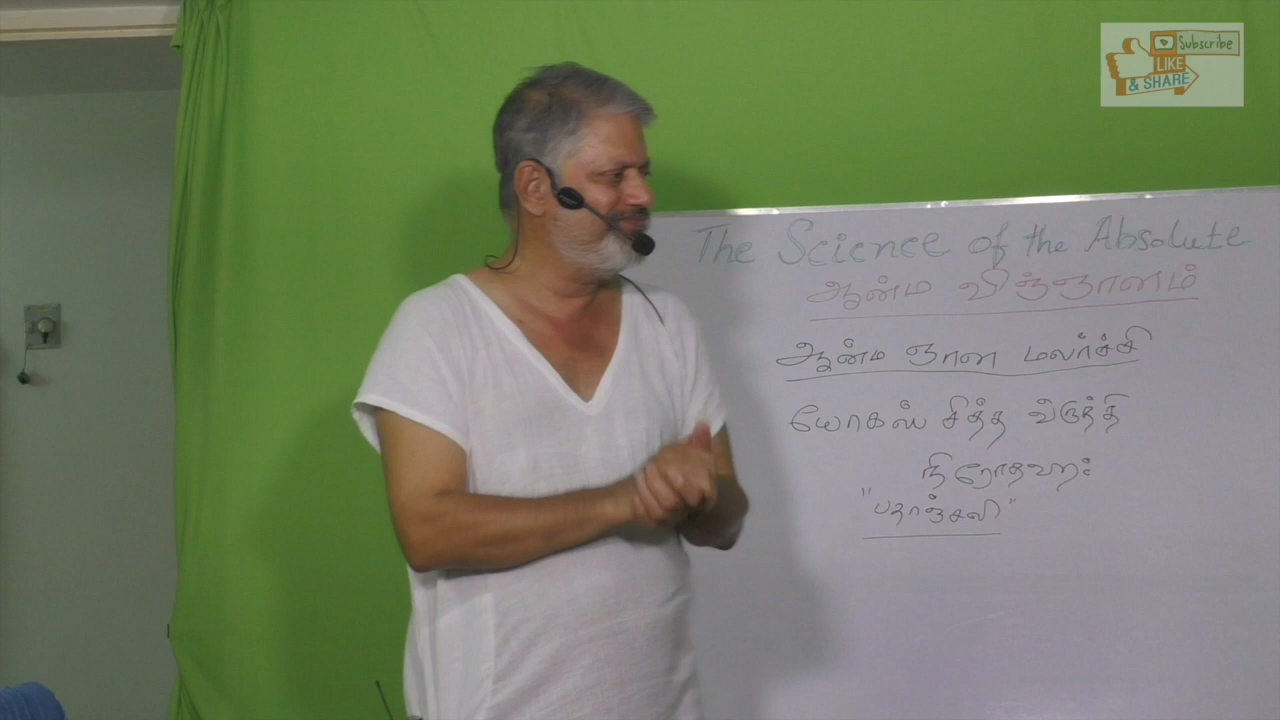 Subscribe
LIKE
& SHARE
The Science of the Absolute
ஆன்ம விஞ்ஞானம்
ஆன்ம ஞான மலர்ச்சி
யோகஸ் சித்த வ்ருத்தி
நிரோதஹ:
"பதாஞ்சலி"